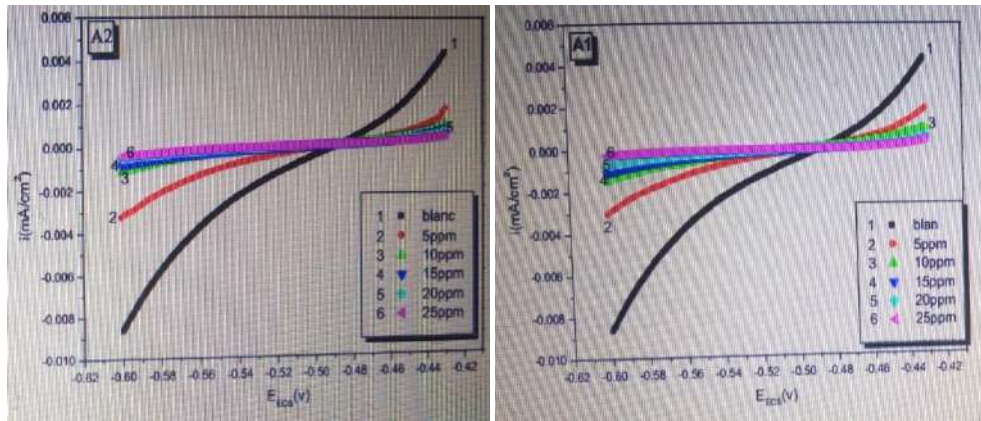 A2
0.006
0.004
0.002
0.000
-0.002
-0.004
-0.006
-0.008
-0.010
i(mA/cm²)
-0.62 -0.60 -0.58 -0.56 -0.54 -0.52 -0.50 -0.48 -0.46 -0.44 -0.42
E_ECS(v)
1
2
3
4
5
6
1 blanc
2 5ppm
3 10ppm
4 15ppm
5 20ppm
6 25ppm
A1
0.006
0.004
0.002
0.000
-0.002
-0.004
-0.006
-0.008
-0.010
i(mA/cm²)
-0.62 -0.60 -0.58 -0.56 -0.54 -0.52 -0.50 -0.48 -0.46 -0.44 -0.42
E_ECS(v)
1
2
3
4
5
6
1 blan
2 5ppm
3 10ppm
4 15ppm
5 20ppm
6 25ppm